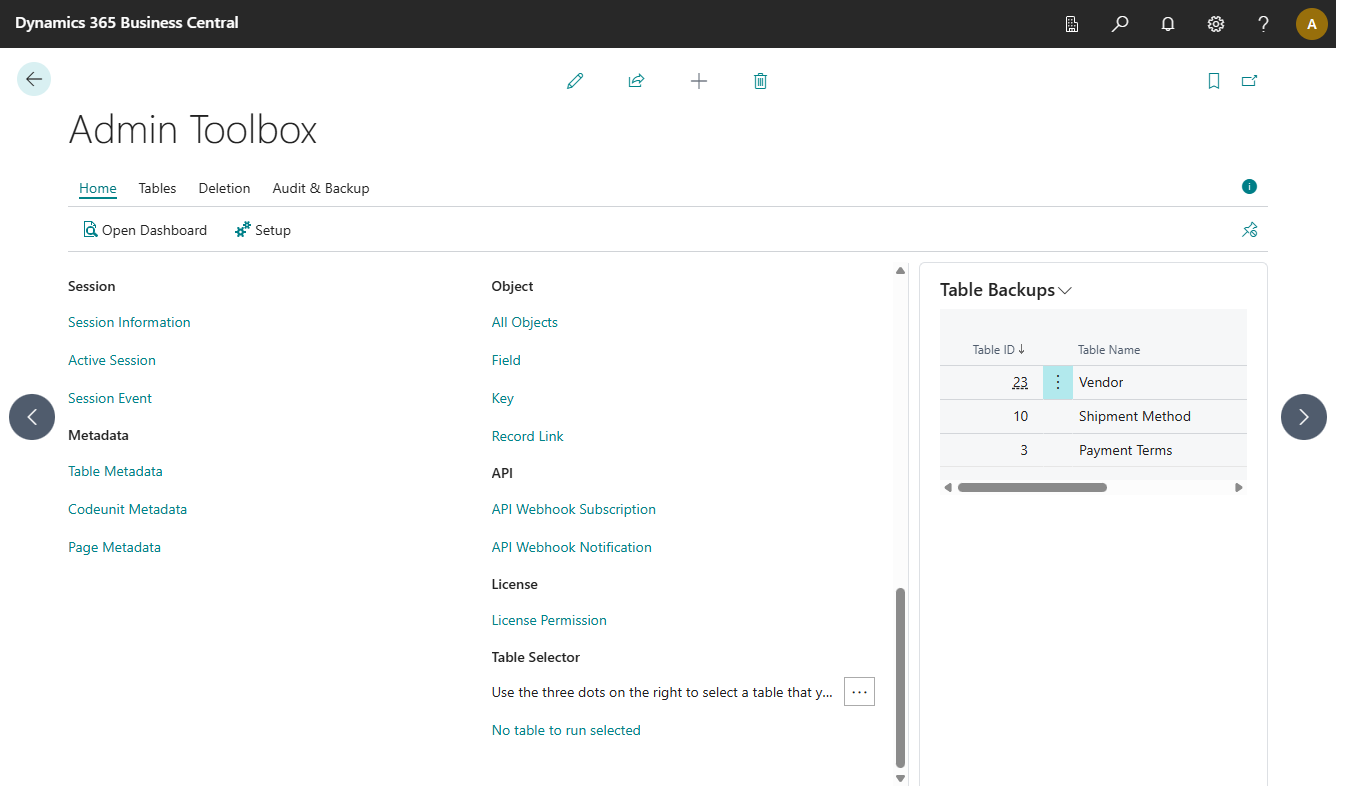 Dynamics 365 Business Central
A
Admin Toolbox
Home Tables Deletion Audit & Backup
Open Dashboard Setup
Session
Session Information
Active Session
Session Event
Metadata
Table Metadata
Codeunit Metadata
Page Metadata
Object
All Objects
Field
Key
Record Link
API
API Webhook Subscription
API Webhook Notification
License
License Permission
Table Selector
Use the three dots on the right to select a table that y...
No table to run selected
Table Backups
Table ID ↓ Table Name
23 Vendor
10 Shipment Method
3 Payment Terms